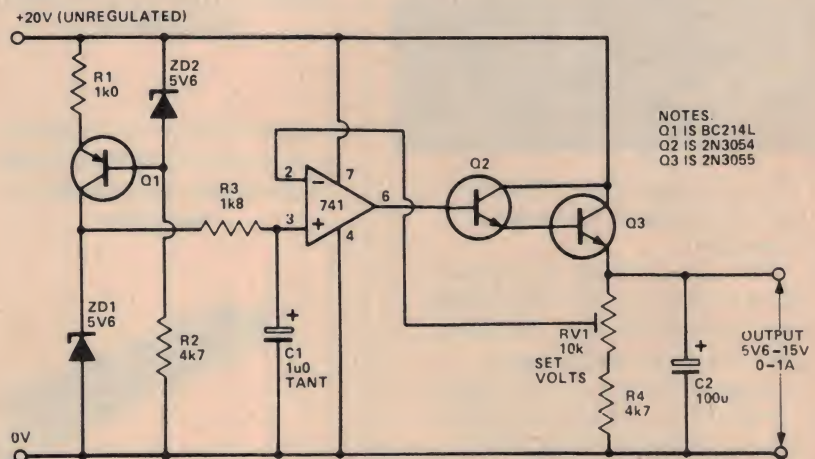 +20V (UNREGULATED)
R1
1k0
ZD2
5V6
NOTES.
Q1 IS BC214L
Q2 IS 2N3054
Q3 IS 2N3055
Q1
R3
1k8
2
7
741
3
4
6
Q2
Q3
ZD1
5V6
R2
4k7
C1
1u0
TANT
RV1
10k
SET
VOLTS
R4
4k7
C2
100u
OUTPUT
5V6-15V
0-1A
0V